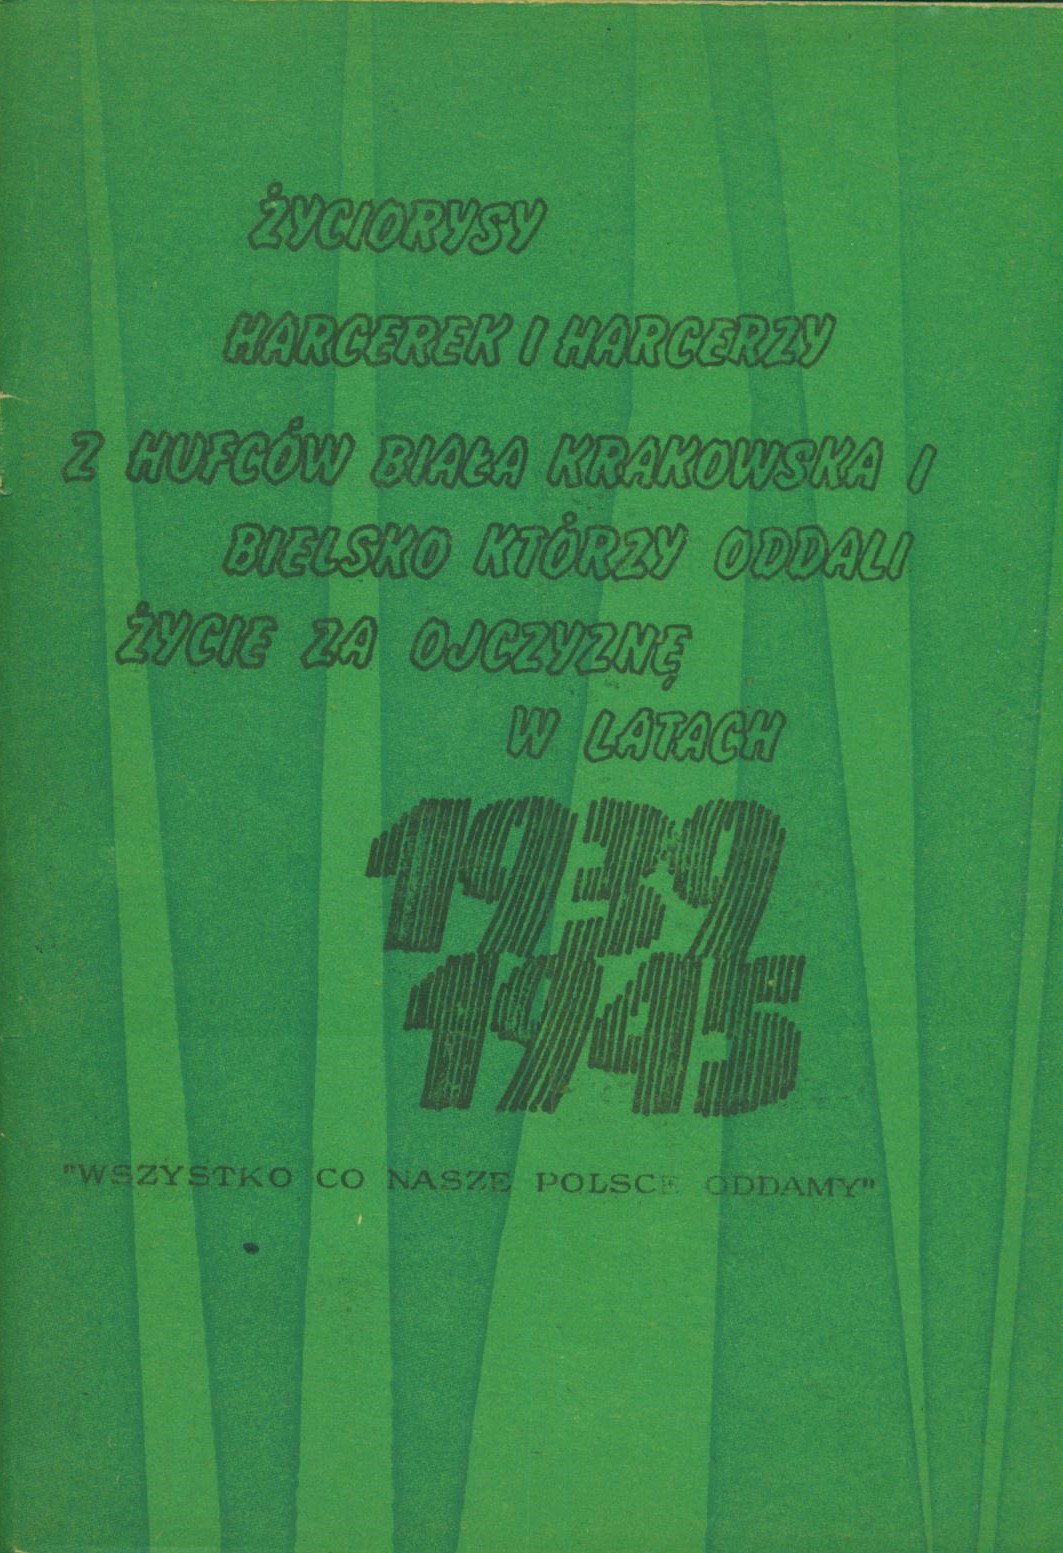 ŻYCIORYSY
HARCEREK I HARCERZY
Z HUFCÓW BIAŁA KRAKOWSKA I
BIELSKO KTÓRZY ODDALI
ŻYCIE ZA OJCZYZNĘ
W LATACH
1939
1945
"WSZYSTKO CO NASZE POLSCE ODDAMY"